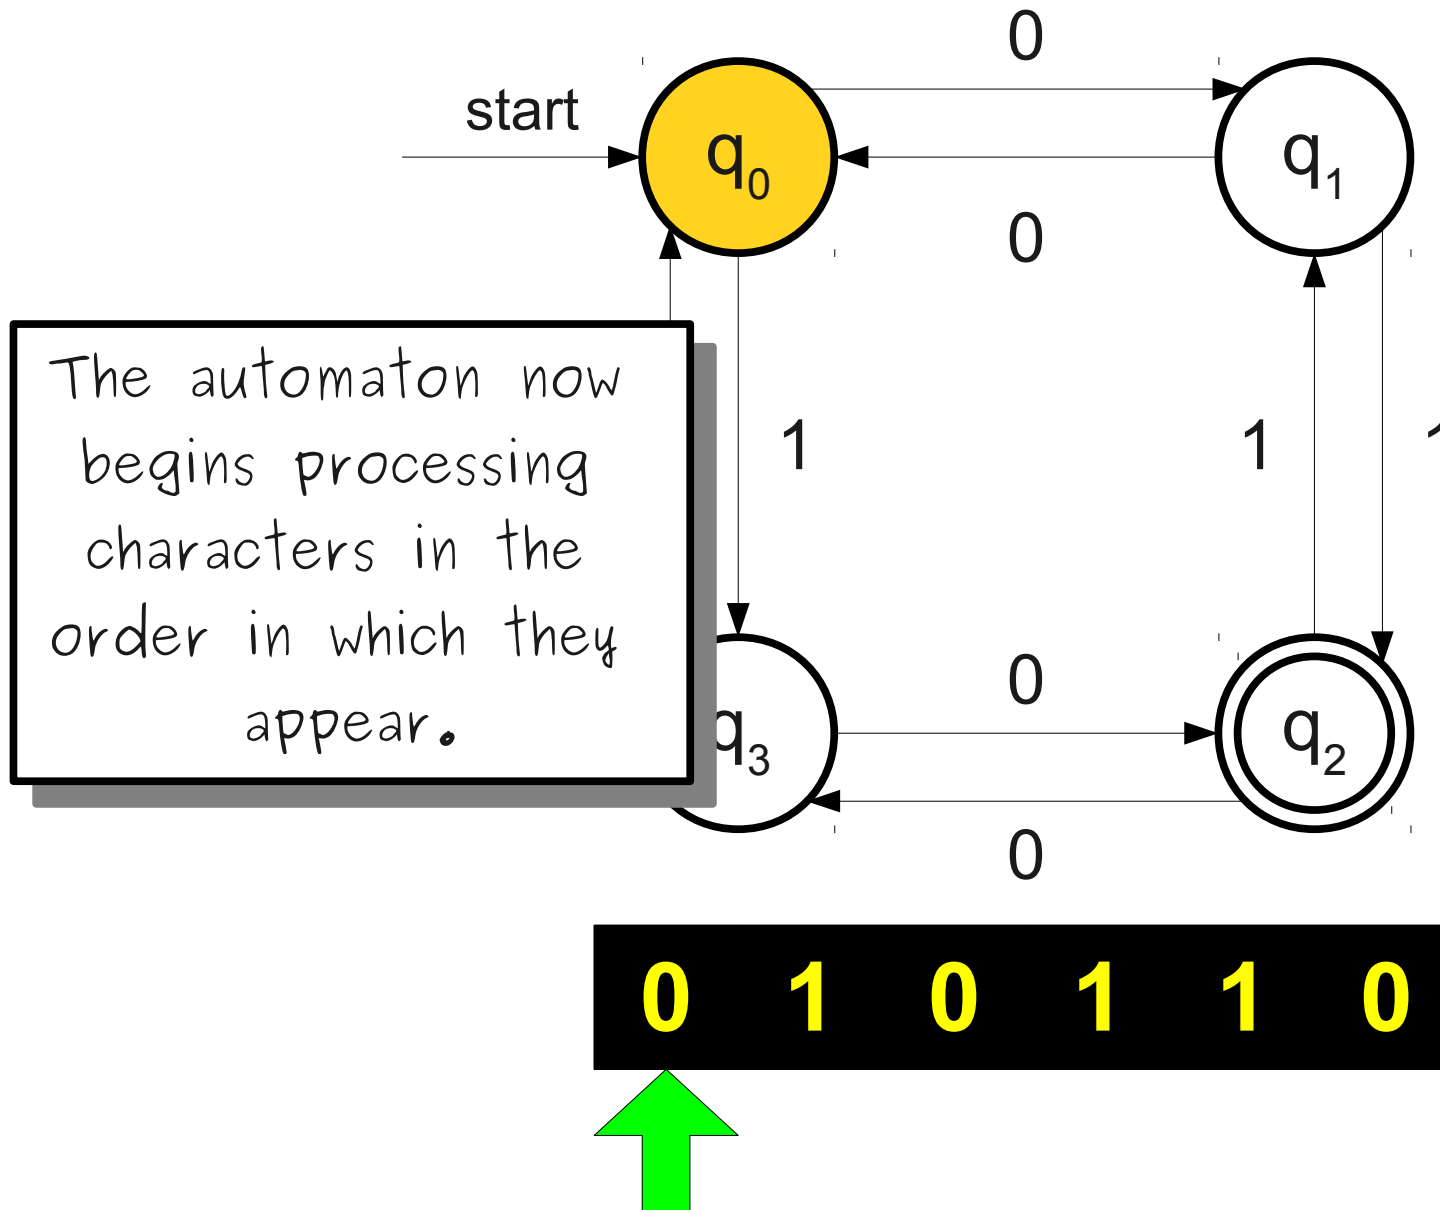 0
start
q0
q1
0
The automaton now
begins processing
characters in the
order in which they
appear.
1
1
0
q3
q2
0
0 1 0 1 1 0